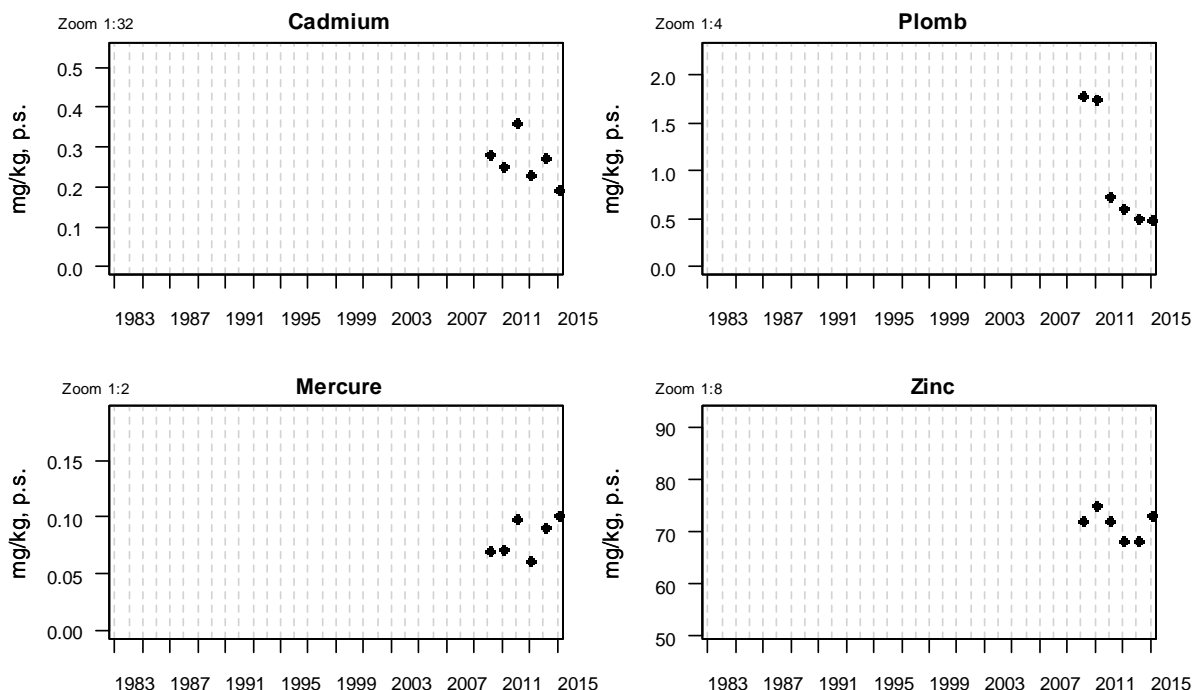 Zoom 1:32
Cadmium
mg/kg, p.s.
0.5
0.4
0.3
0.2
0.1
0.0
1983 1987 1991 1995 1999 2003 2007 2011 2015
Zoom 1:4
Plomb
mg/kg, p.s.
2.0
1.5
1.0
0.5
0.0
1983 1987 1991 1995 1999 2003 2007 2011 2015
Zoom 1:2
Mercure
mg/kg, p.s.
0.15
0.10
0.05
0.00
1983 1987 1991 1995 1999 2003 2007 2011 2015
Zoom 1:8
Zinc
mg/kg, p.s.
90
80
70
60
50
1983 1987 1991 1995 1999 2003 2007 2011 2015